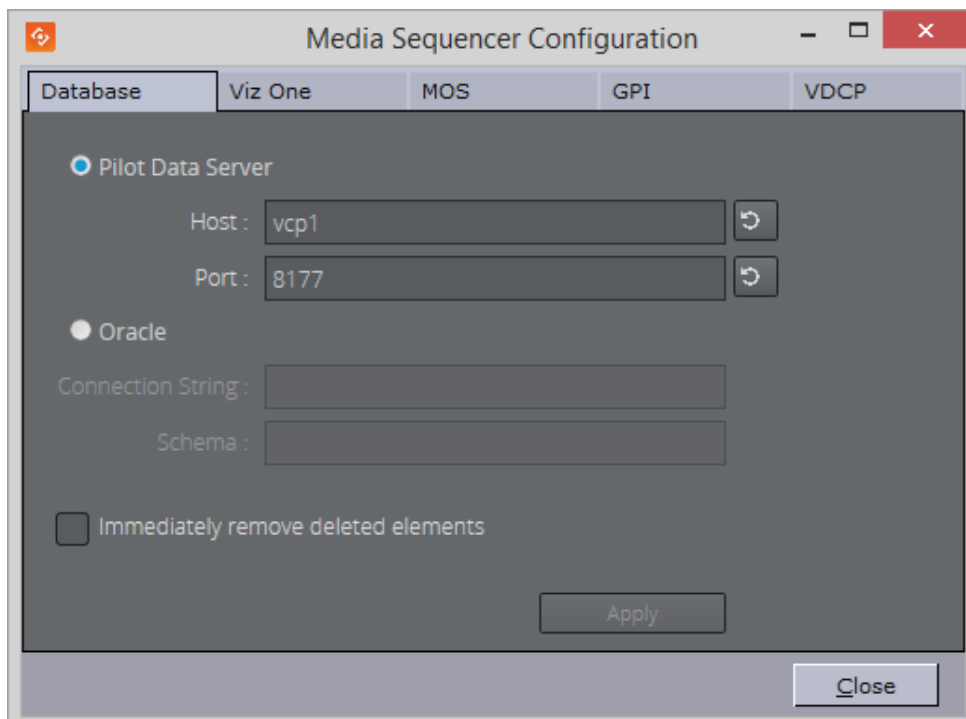 Media Sequencer Configuration
Database Viz One MOS GPI VDCP
Pilot Data Server
Host : vcp1
Port : 8177
Oracle
Connection String :
Schema :
Immediately remove deleted elements
Apply
Close